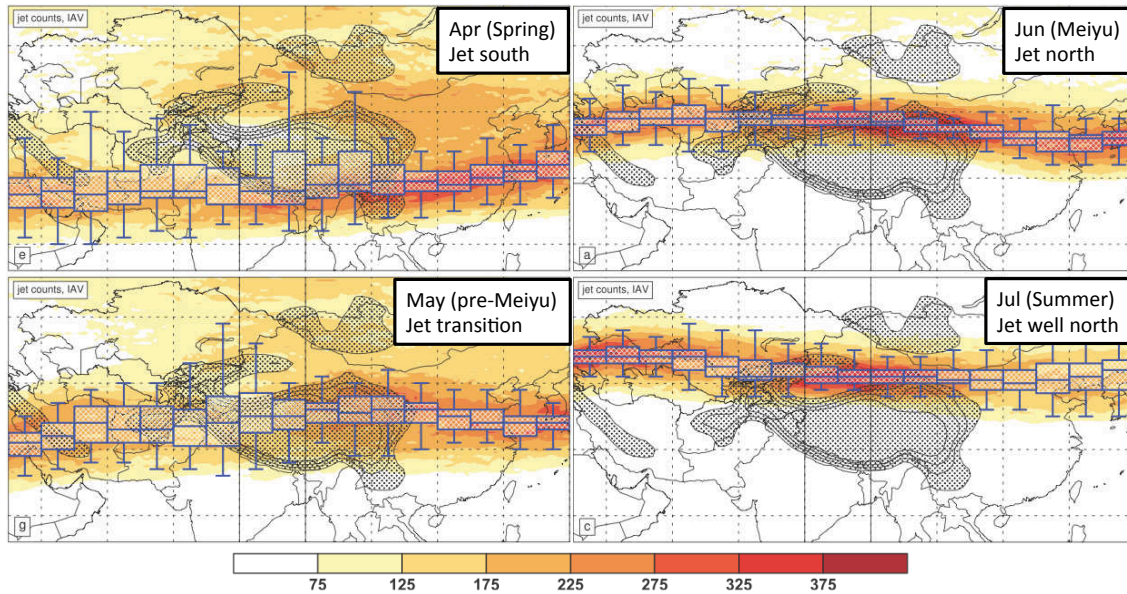 jet counts, IAV
Apr (Spring)
Jet south
e
jet counts, IAV
Jun (Meiyu)
Jet north
a
jet counts, IAV
May (pre-Meiyu)
Jet transition
g
jet counts, IAV
Jul (Summer)
Jet well north
c
75 125 175 225 275 325 375